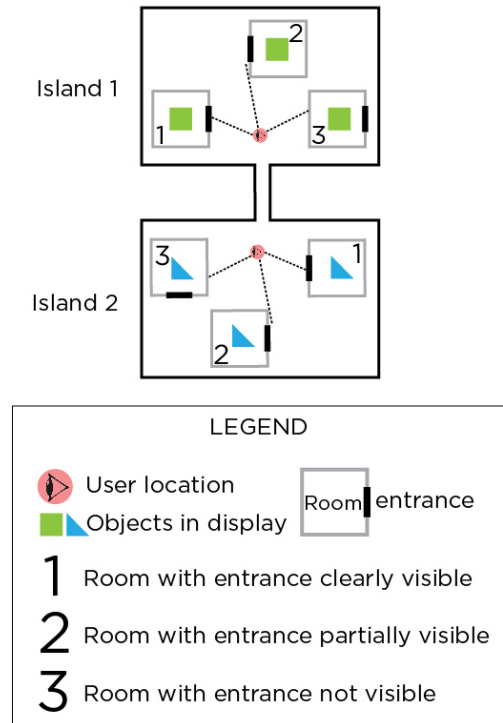 2
Island 1
1
3
3
1
Island 2
2
LEGEND
User location
Room entrance
Objects in display
1 Room with entrance clearly visible
2 Room with entrance partially visible
3 Room with entrance not visible